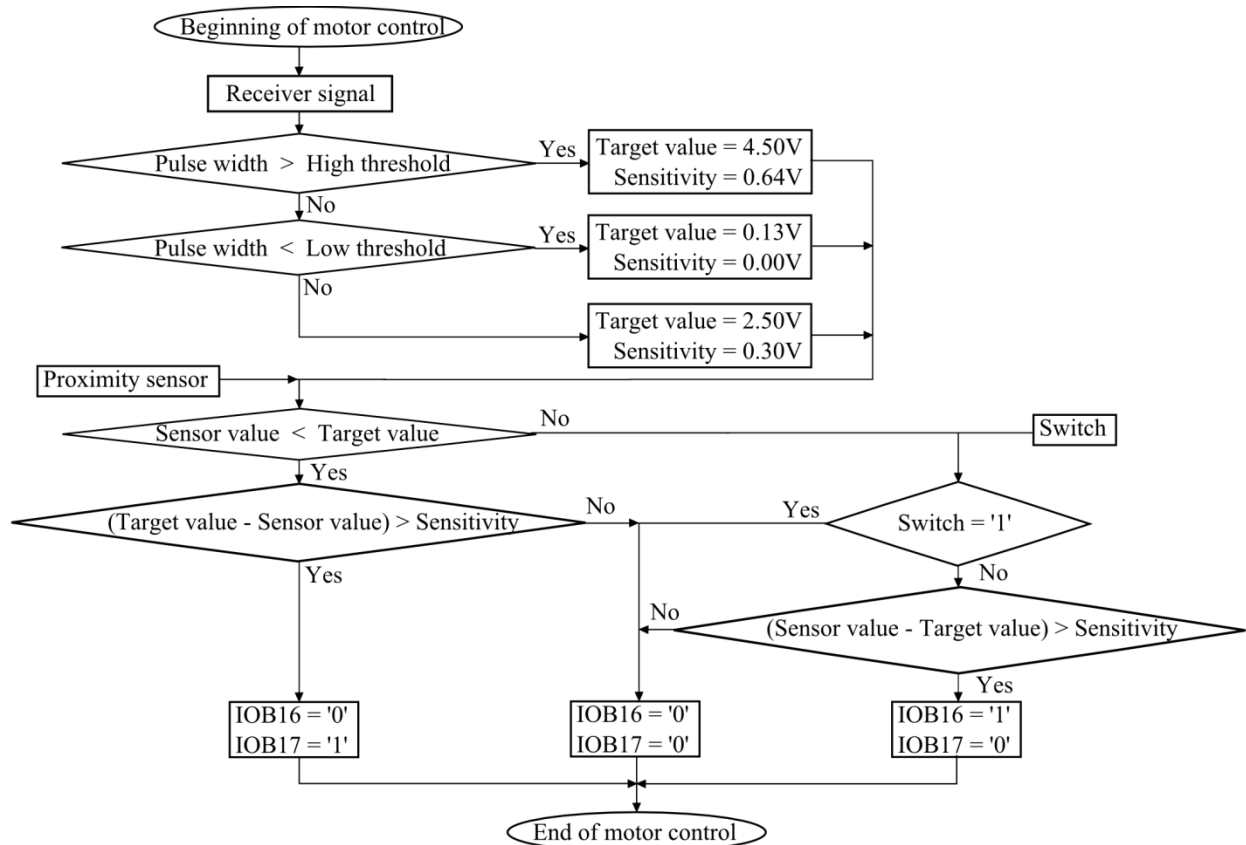 Beginning of motor control
Receiver signal
Pulse width > High threshold
Yes
Target value = 4.50V
Sensitivity = 0.64V
No
Pulse width < Low threshold
Yes
Target value = 0.13V
Sensitivity = 0.00V
No
Target value = 2.50V
Sensitivity = 0.30V
Proximity sensor
Sensor value < Target value
No
Switch
Yes
(Target value - Sensor value) > Sensitivity
No
Yes
Switch = '1'
Yes
No
No
(Sensor value - Target value) > Sensitivity
Yes
IOB16 = '0'
IOB17 = '1'
IOB16 = '0'
IOB17 = '0'
IOB16 = '1'
IOB17 = '0'
End of motor control